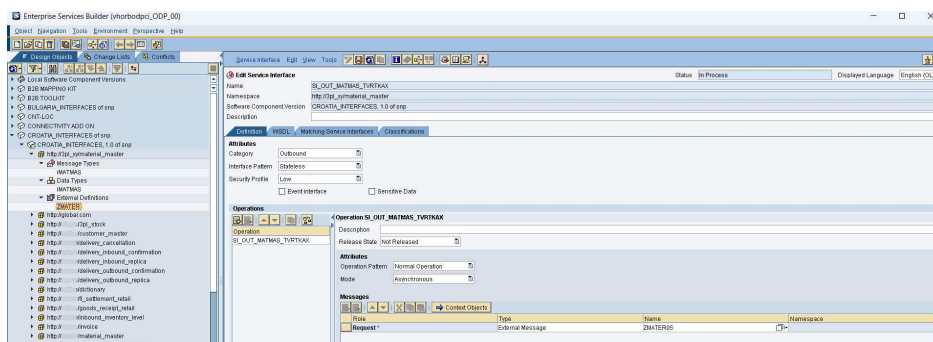 Enterprise Services Builder (vhorbodpci_ODP_00)
Object Navigation Tools Environment Perspective Help
Design Objects Change Lists Conflicts
Local Software Component Versions
B2B MAPPING KIT
B2B TOOLKIT
BULGARIA_INTERFACES of snp
CNT-LOC
CONNECTIVITY ADD ON
CROATIA_INTERFACES of snp
CROATIA_INTERFACES, 1.0 of snp
http://3pl_xy/material_master
Message Types
IMATMAS
Data Types
IMATMAS
External Definitions
ZMATER
http://global.com
http:// /3pl_stock
http:// /customer_master
http:// /delivery_cancellation
http:// /delivery_inbound_confirmation
http:// /delivery_inbound_replica
http:// /delivery_outbound_confirmation
http:// /delivery_outbound_replica
http:// /dictionary
http:// /fi_settlement_retail
http:// /goods_receipt_retail
http:// /inbound_inventory_level
http:// /invoice
http:// /material_master
Service Interface Edit View Tools
Edit Service Interface Status In Process Displayed Language English (OL
Name SI_OUT_MATMAS_TVRTKAX
Namespace http://3pl_xy/material_master
Software Component Version CROATIA_INTERFACES, 1.0 of snp
Description
Definition WSDL Matching Service Interfaces Classifications
Attributes
Category Outbound
Interface Pattern Stateless
Security Profile Low
Event interface Sensitive Data
Operations
Operation
SI_OUT_MATMAS_TVRTKAX
Operation SI_OUT_MATMAS_TVRTKAX
Description
Release State Not Released
Attributes
Operation Pattern Normal Operation
Mode Asynchronous
Messages
Context Objects
Role Type Name Namespace
Request * External Message ZMATER05